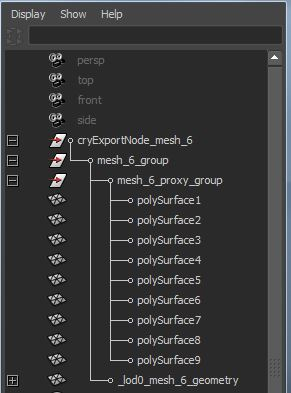 Display Show Help
persp
top
front
side
cryExportNode_mesh_6
mesh_6_group
mesh_6_proxy_group
polySurface1
polySurface2
polySurface3
polySurface4
polySurface5
polySurface6
polySurface7
polySurface8
polySurface9
_lod0_mesh_6_geometry